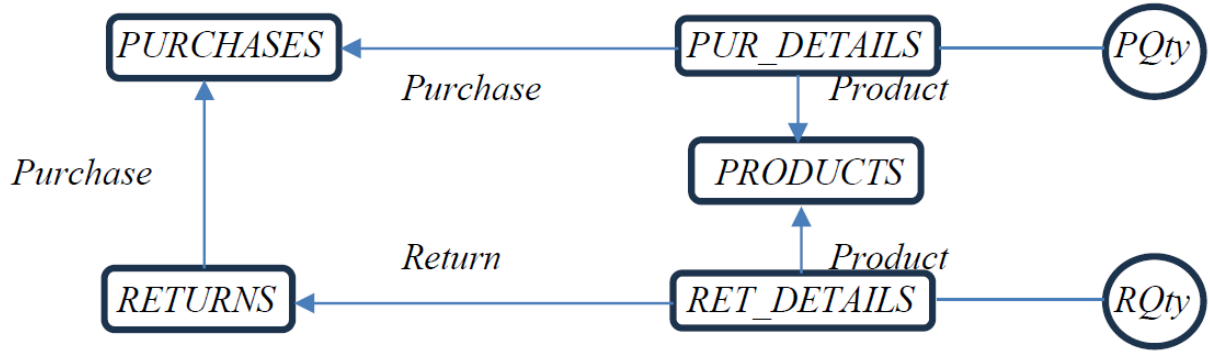 PURCHASES
PUR_DETAILS
PQty
Purchase
Product
Purchase
PRODUCTS
Return
Product
RETURNS
RET_DETAILS
RQty